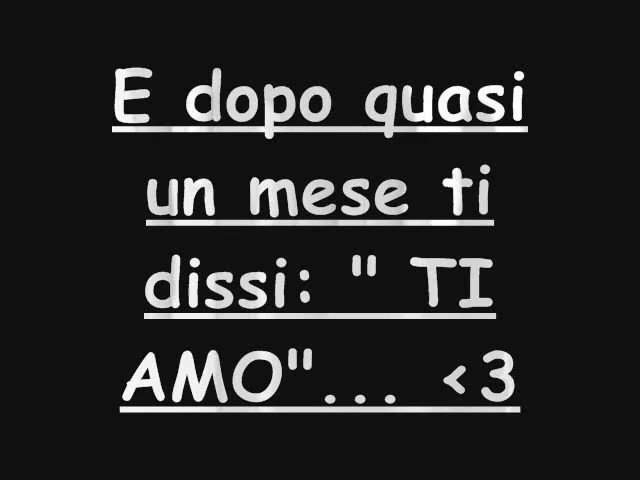 E dopo quasi
un mese ti
dissi: " TI
AMO"... <3